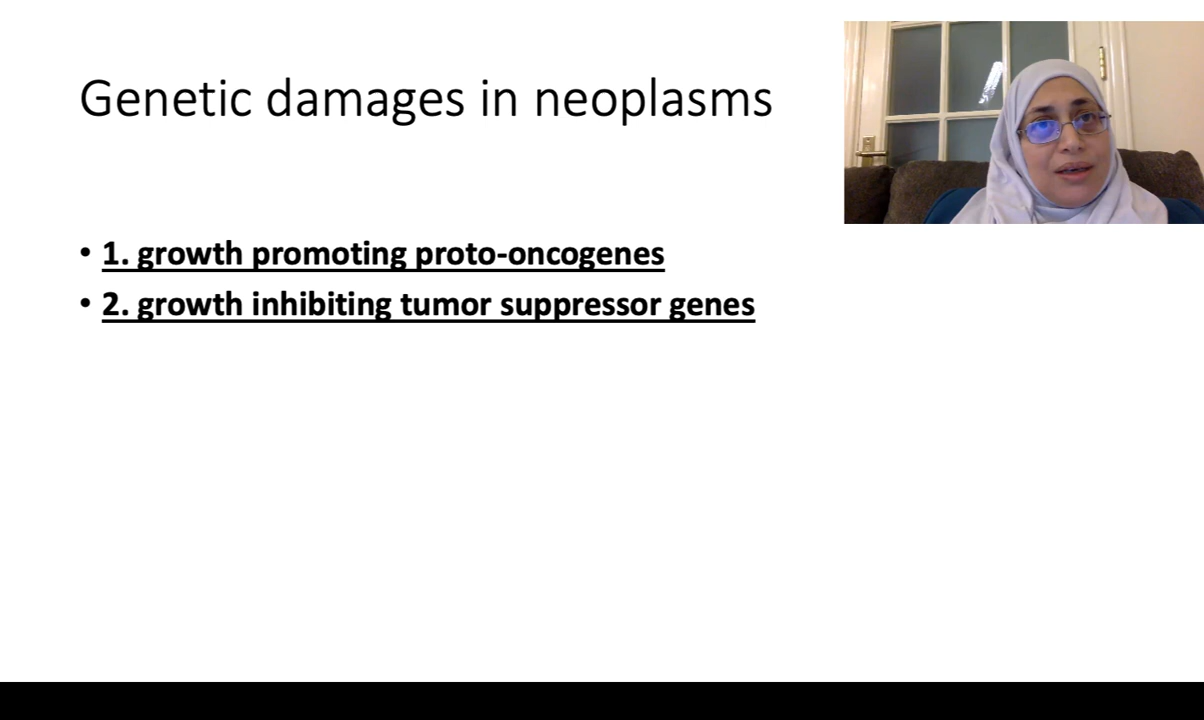 Genetic damages in neoplasms
• 1. growth promoting proto-oncogenes
• 2. growth inhibiting tumor suppressor genes